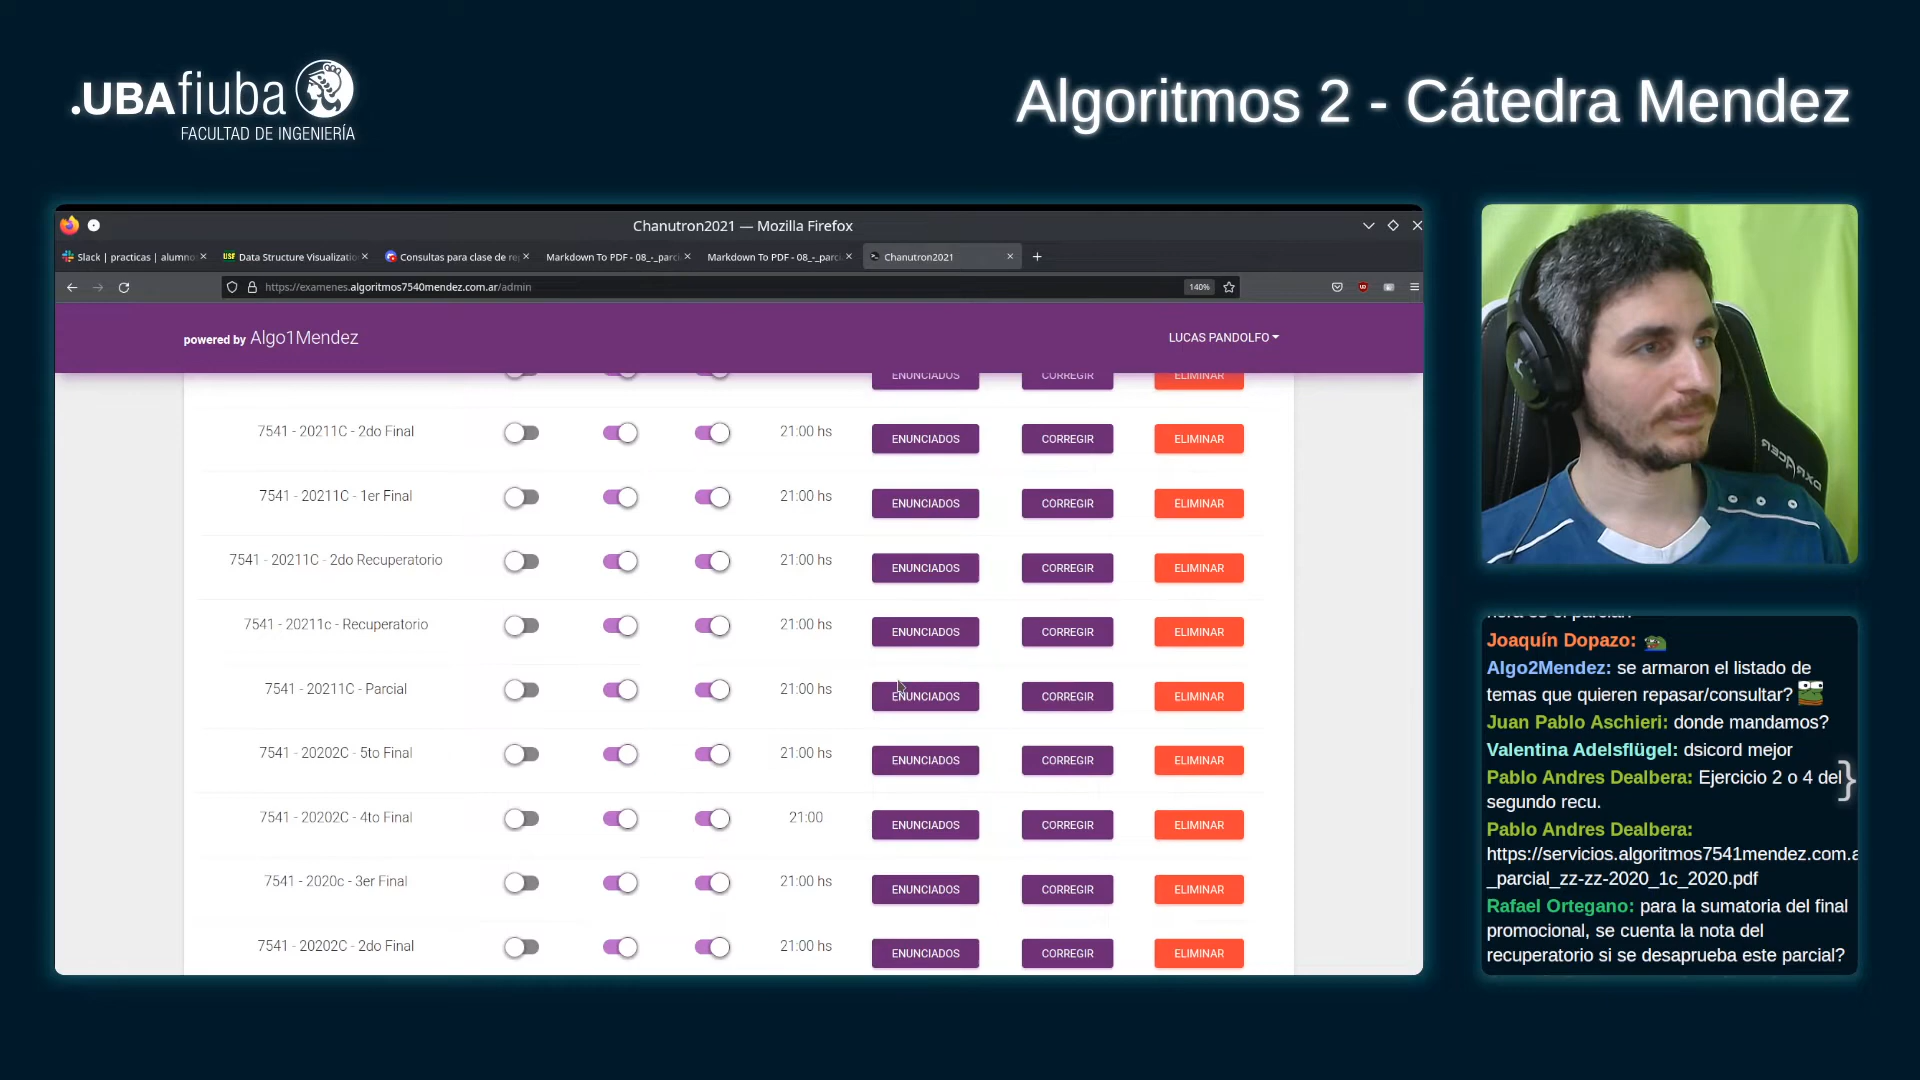 .UBAfiuba
FACULTAD DE INGENIERÍA
Algoritmos 2 - Cátedra Mendez
Chanutron2021 — Mozilla Firefox
Slack | practicas | alumno
Data Structure Visualizatio
Consultas para clase de re
Markdown To PDF - 08_-_parci
Markdown To PDF - 08_-_parci
Chanutron2021
https://examenes.algoritmos7540mendez.com.ar/admin
140%
powered by Algo1Mendez
LUCAS PANDOLFO
ENUNCIADOS CORREGIR ELIMINAR
7541 - 20211C - 2do Final 21:00 hs ENUNCIADOS CORREGIR ELIMINAR
7541 - 20211C - 1er Final 21:00 hs ENUNCIADOS CORREGIR ELIMINAR
7541 - 20211C - 2do Recuperatorio 21:00 hs ENUNCIADOS CORREGIR ELIMINAR
7541 - 20211c - Recuperatorio 21:00 hs ENUNCIADOS CORREGIR ELIMINAR
7541 - 20211C - Parcial 21:00 hs ENUNCIADOS CORREGIR ELIMINAR
7541 - 20202C - 5to Final 21:00 hs ENUNCIADOS CORREGIR ELIMINAR
7541 - 20202C - 4to Final 21:00 ENUNCIADOS CORREGIR ELIMINAR
7541 - 2020c - 3er Final 21:00 hs ENUNCIADOS CORREGIR ELIMINAR
7541 - 20202C - 2do Final 21:00 hs ENUNCIADOS CORREGIR ELIMINAR
DXRACER
hora es el parcial?
Joaquín Dopazo:
Algo2Mendez: se armaron el listado de
temas que quieren repasar/consultar?
Juan Pablo Aschieri: donde mandamos?
Valentina Adelsflügel: dsicord mejor
Pablo Andres Dealbera: Ejercicio 2 o 4 del
segundo recu.
Pablo Andres Dealbera:
https://servicios.algoritmos7541mendez.com.a
_parcial_zz-zz-2020_1c_2020.pdf
Rafael Ortegano: para la sumatoria del final
promocional, se cuenta la nota del
recuperatorio si se desaprueba este parcial?
}